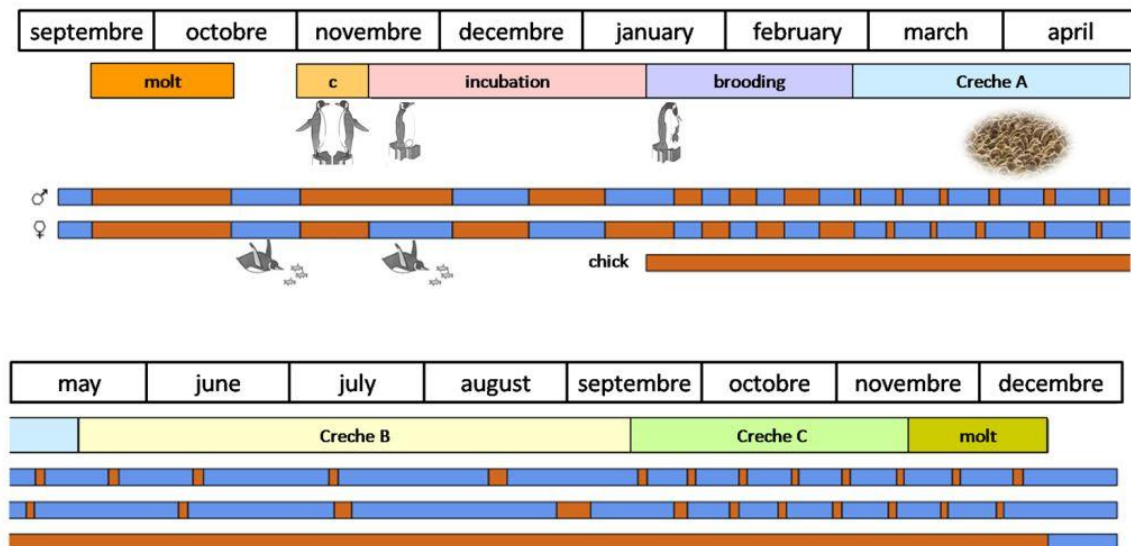 septembre octobre novembre decembre january february march april
molt c incubation brooding Creche A
♂
♀
chick
may june july august septembre octobre novembre decembre
Creche B Creche C molt